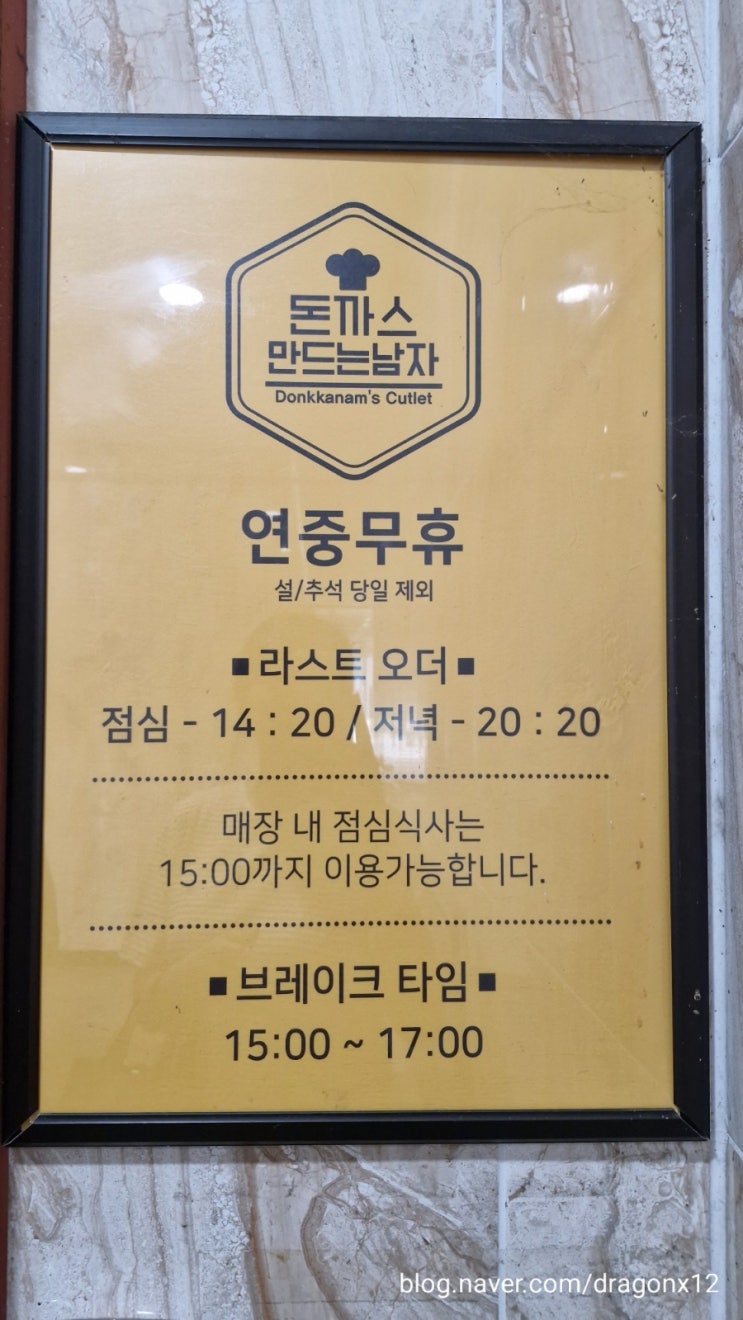 돈까스
만드는남자
Donkkanam's Cutlet
연중무휴
설/추석 당일 제외
■ 라스트 오더 ■
점심 - 14 : 20 / 저녁 - 20 : 20
매장 내 점심식사는
15:00까지 이용가능합니다.
■ 브레이크 타임 ■
15:00 ~ 17:00
blog.naver.com/dragonx12